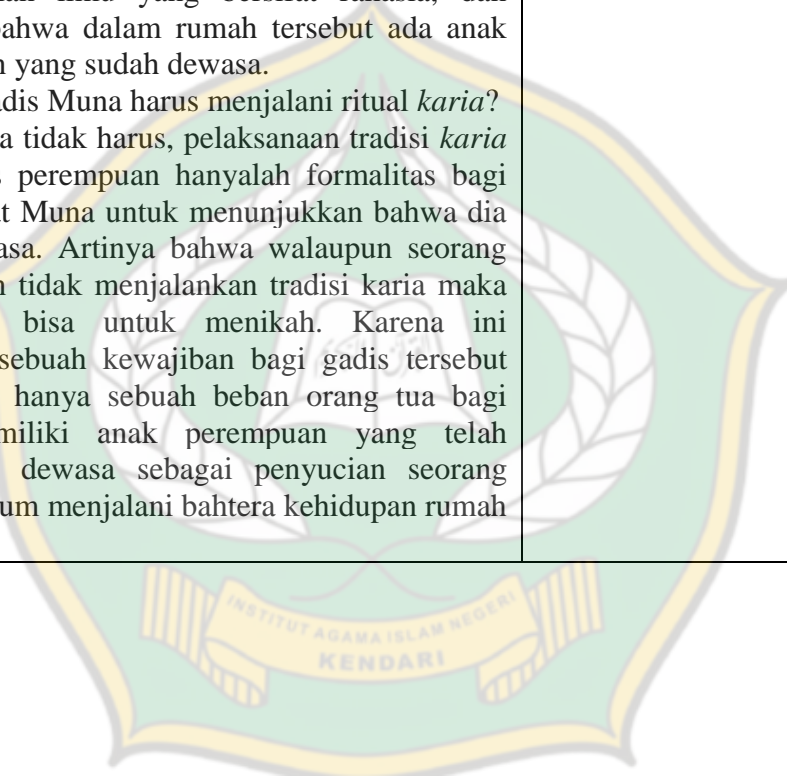 yang bersifat rahasia, dan
bahwa dalam rumah tersebut ada anak
yang sudah dewasa.
adis Muna harus menjalani ritual karia?
a tidak harus, pelaksanaan tradisi karia
s perempuan hanyalah formalitas bagi
at Muna untuk menunjukkan bahwa dia
asa. Artinya bahwa walaupun seorang
n tidak menjalankan tradisi karia maka
bisa untuk menikah. Karena ini
sebuah kewajiban bagi gadis tersebut
hanya sebuah beban orang tua bagi
miliki anak perempuan yang telah
dewasa sebagai penyucian seorang
um menjalani bahtera kehidupan rumah
INSTITUT AGAMA ISLAM NEGERI
KENDARI